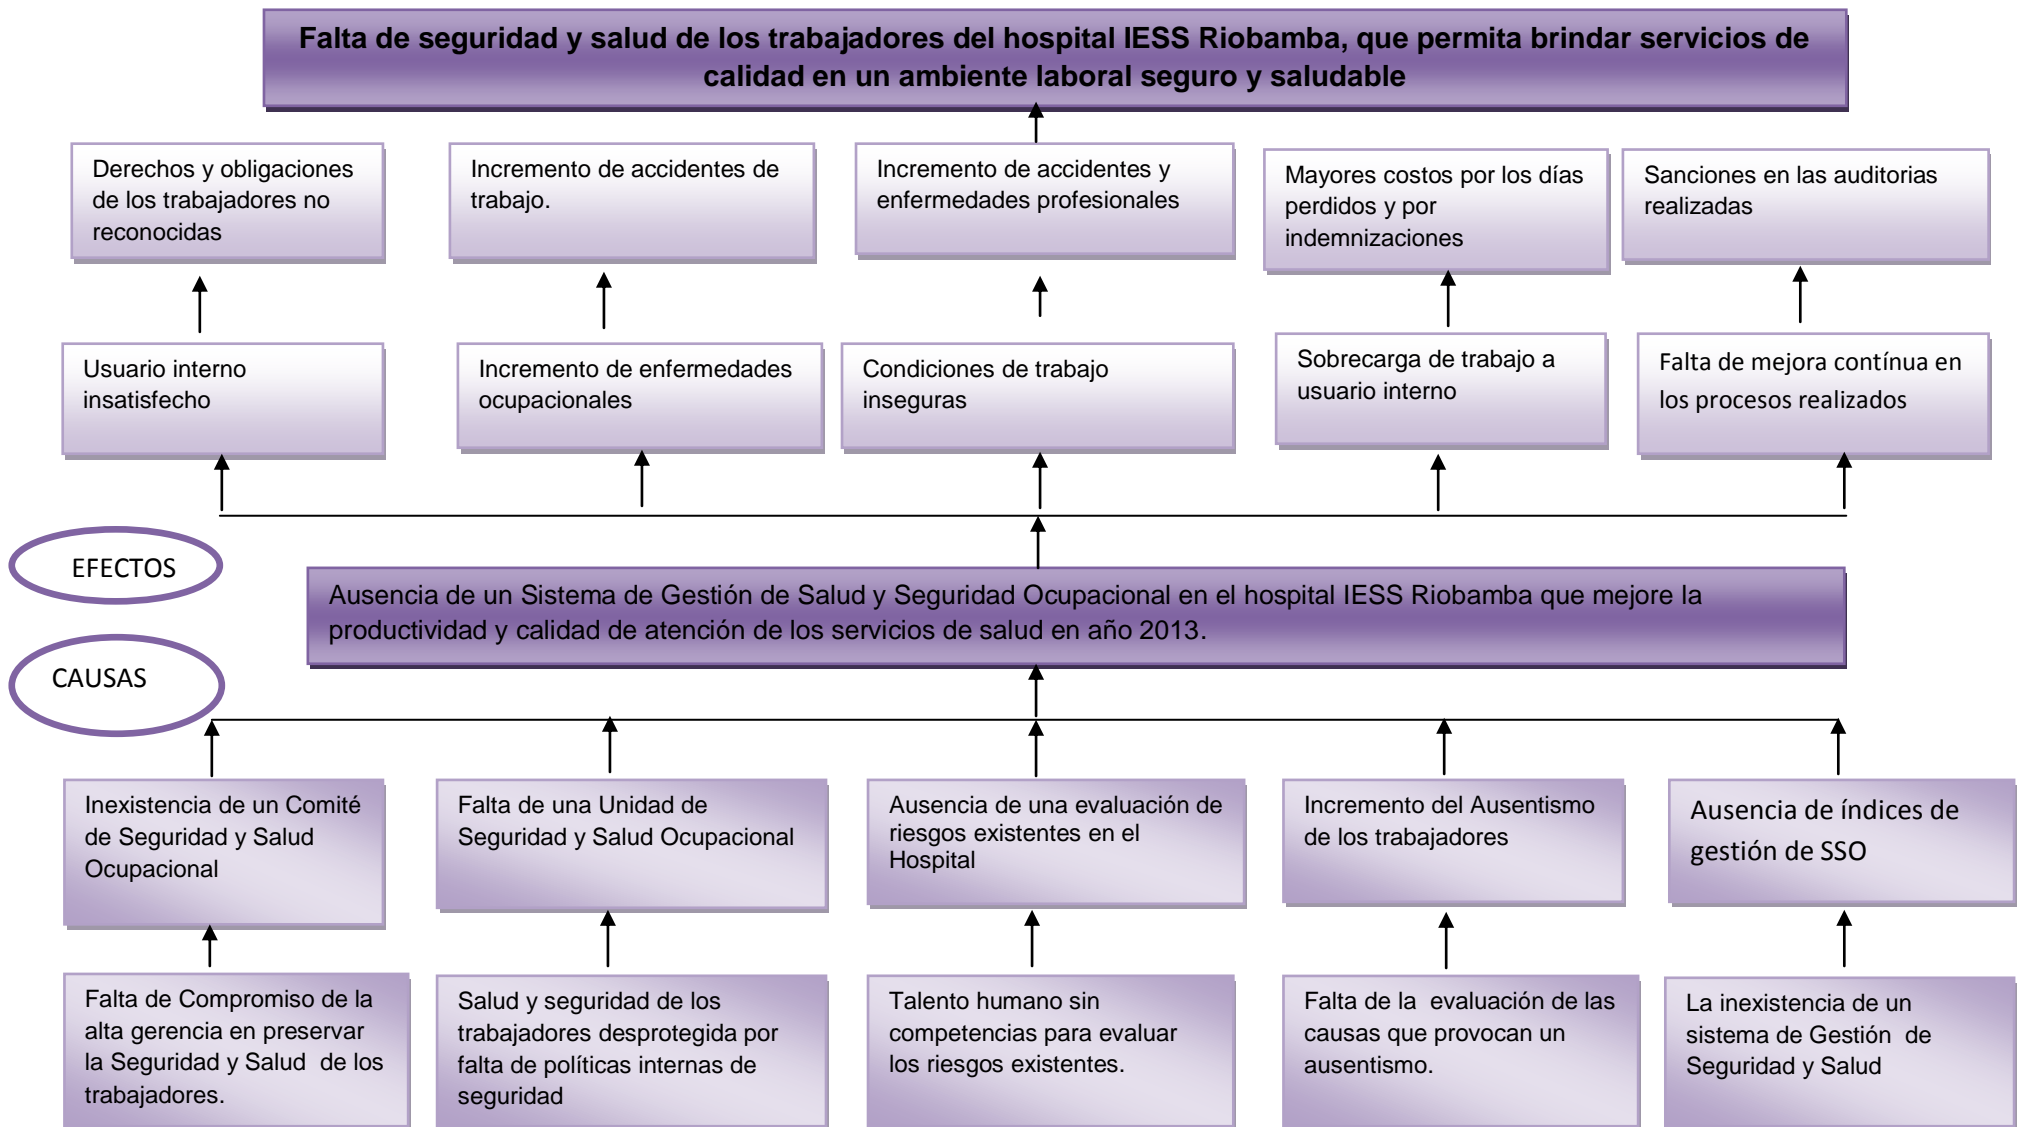 Falta de seguridad y salud de los trabajadores del hospital IESS Riobamba, que permita brindar servicios de
calidad en un ambiente laboral seguro y saludable
Derechos y obligaciones
de los trabajadores no
reconocidas
Incremento de accidentes de
trabajo.
Incremento de accidentes y
enfermedades profesionales
Mayores costos por los días
perdidos y por
indemnizaciones
Sanciones en las auditorias
realizadas
Usuario interno
insatisfecho
Incremento de enfermedades
ocupacionales
Condiciones de trabajo
inseguras
Sobrecarga de trabajo a
usuario interno
Falta de mejora contínua en
los procesos realizados
EFECTOS
Ausencia de un Sistema de Gestión de Salud y Seguridad Ocupacional en el hospital IESS Riobamba que mejore la
productividad y calidad de atención de los servicios de salud en año 2013.
CAUSAS
Inexistencia de un Comité
de Seguridad y Salud
Ocupacional
Falta de una Unidad de
Seguridad y Salud Ocupacional
Ausencia de una evaluación de
riesgos existentes en el
Hospital
Incremento del Ausentismo
de los trabajadores
Ausencia de índices de
gestión de SSO
Falta de Compromiso de la
alta gerencia en preservar
la Seguridad y Salud de los
trabajadores.
Salud y seguridad de los
trabajadores desprotegida por
falta de políticas internas de
seguridad
Talento humano sin
competencias para evaluar
los riesgos existentes.
Falta de la evaluación de las
causas que provocan un
ausentismo.
La inexistencia de un
sistema de Gestión de
Seguridad y Salud